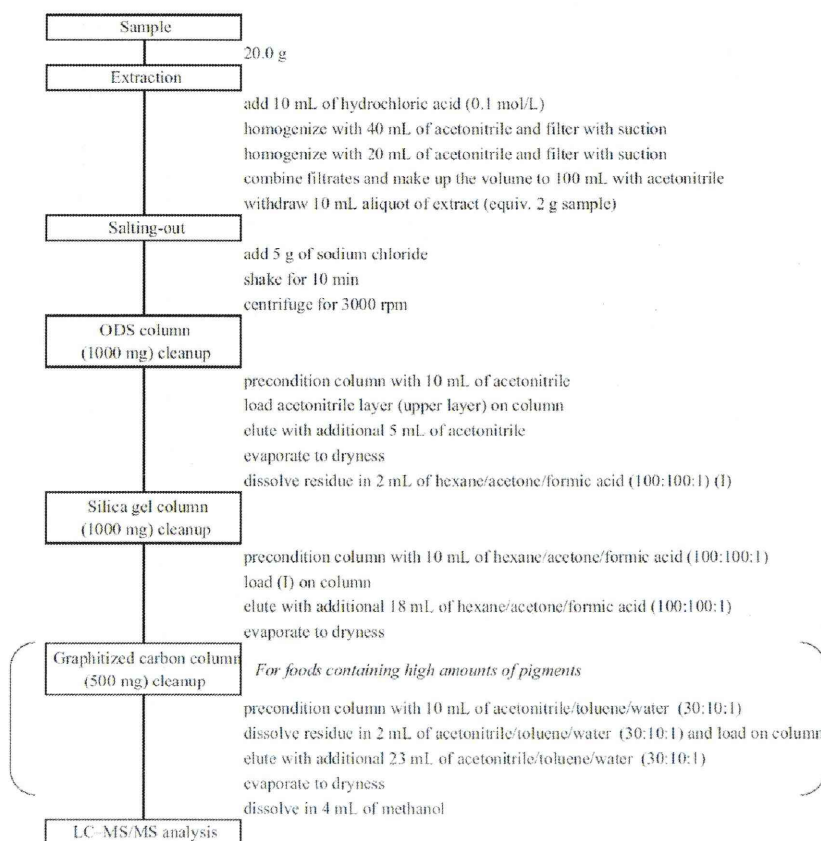 Sample
20.0 g
Extraction
add 10 mL of hydrochloric acid (0.1 mol/L)
homogenize with 40 mL of acetonitrile and filter with suction
homogenize with 20 mL of acetonitrile and filter with suction
combine filtrates and make up the volume to 100 mL with acetonitrile
withdraw 10 mL aliquot of extract (equiv. 2 g sample)
Salting-out
add 5 g of sodium chloride
shake for 10 min
centrifuge for 3000 rpm
ODS column
(1000 mg) cleanup
precondition column with 10 mL of acetonitrile
load acetonitrile layer (upper layer) on column
elute with additional 5 mL of acetonitrile
evaporate to dryness
dissolve residue in 2 mL of hexane/acetone/formic acid (100:100:1) (I)
Silica gel column
(1000 mg) cleanup
precondition column with 10 mL of hexane/acetone/formic acid (100:100:1)
load (I) on column
elute with additional 18 mL of hexane/acetone/formic acid (100:100:1)
evaporate to dryness
Graphitized carbon column
(500 mg) cleanup
For foods containing high amounts of pigments
precondition column with 10 mL of acetonitrile/toluene/water (30:10:1)
dissolve residue in 2 mL of acetonitrile/toluene/water (30:10:1) and load on column
elute with additional 23 mL of acetonitrile/toluene/water (30:10:1)
evaporate to dryness
dissolve in 4 mL of methanol
LC–MS/MS analysis